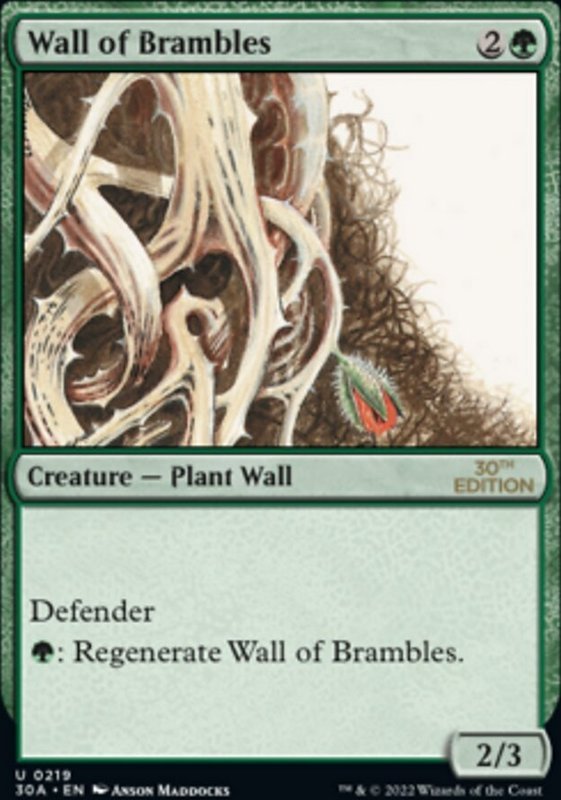 Wall of Brambles 2
Creature — Plant Wall
30TH EDITION
Defender
: Regenerate Wall of Brambles.
2/3
U 0219
30A • EN Anson Maddocks
™ & © 2022 Wizards of the Coast